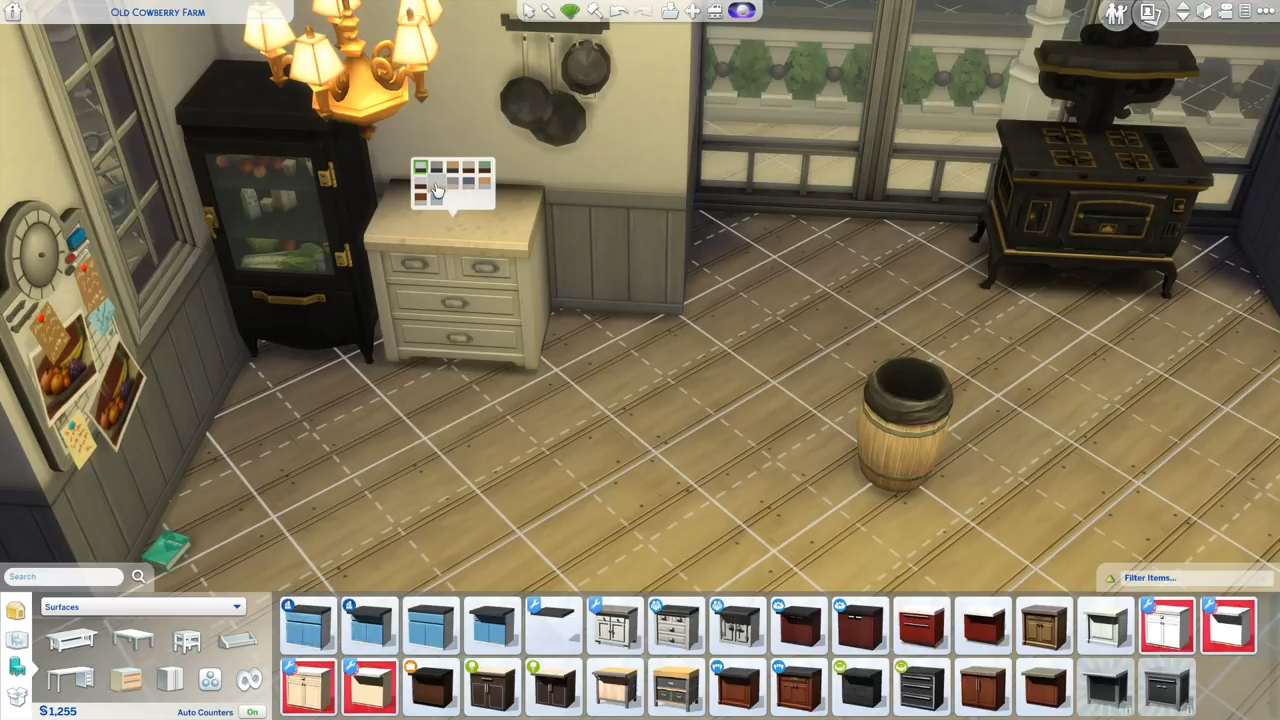 Old Cowberry Farm
Search
Filter Items...
Surfaces
$1,255
Auto Counters
On